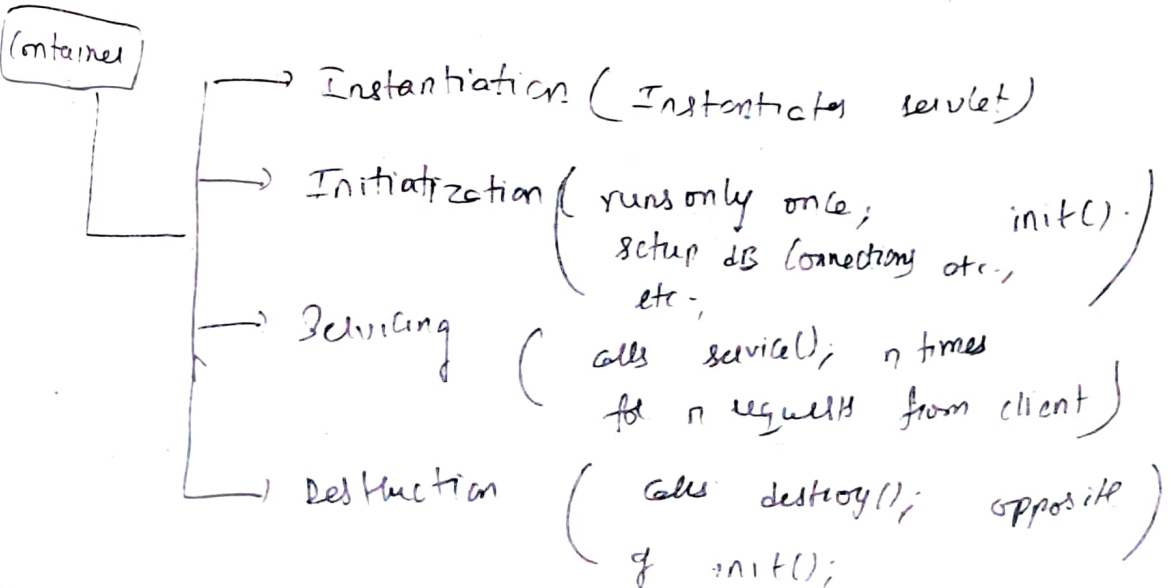 Container
Instantiation ( Instantiates servlet)
Initiatization ( runs only once; init().
setup dB Connections etc.,
etc., )
Servicing ( calls service(); n times
for n requests from client)
Destruction ( calls destroy(); opposite
of init(); )